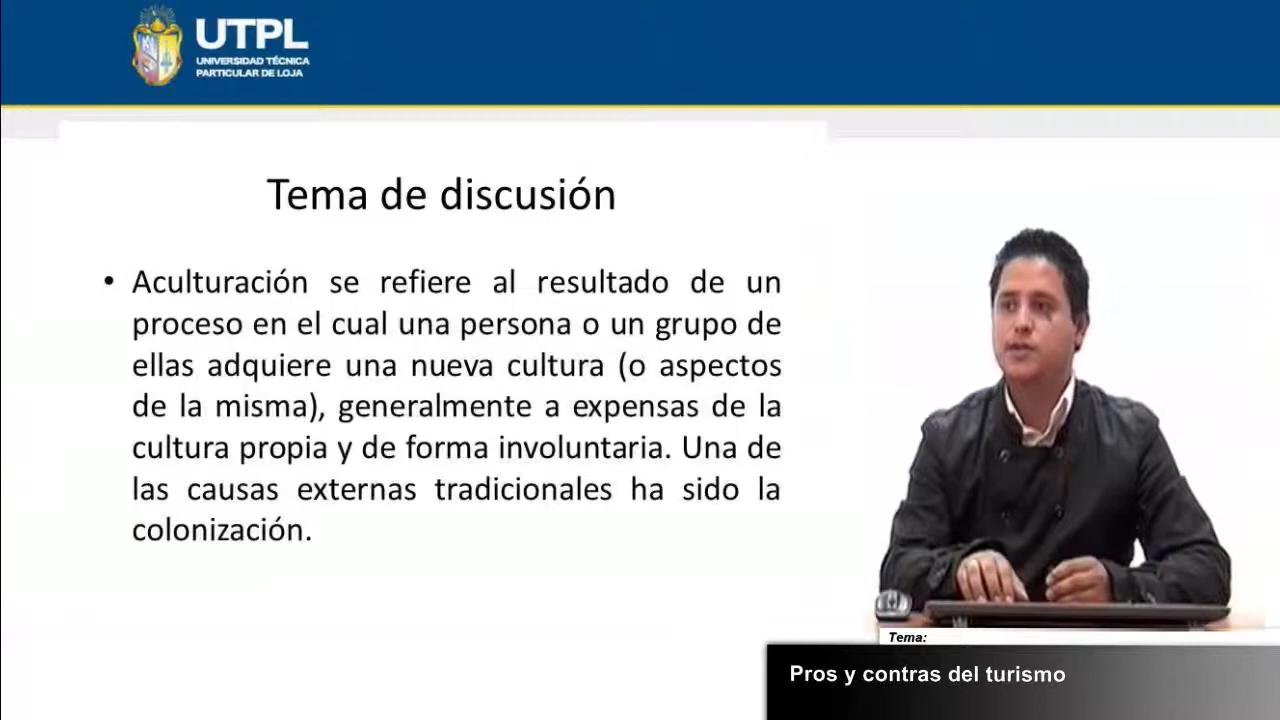 UTPL
UNIVERSIDAD TÉCNICA
PARTICULAR DE LOJA
Tema de discusión
• Aculturación se refiere al resultado de un
proceso en el cual una persona o un grupo de
ellas adquiere una nueva cultura (o aspectos
de la misma), generalmente a expensas de la
cultura propia y de forma involuntaria. Una de
las causas externas tradicionales ha sido la
colonización.
Tema:
Pros y contras del turismo